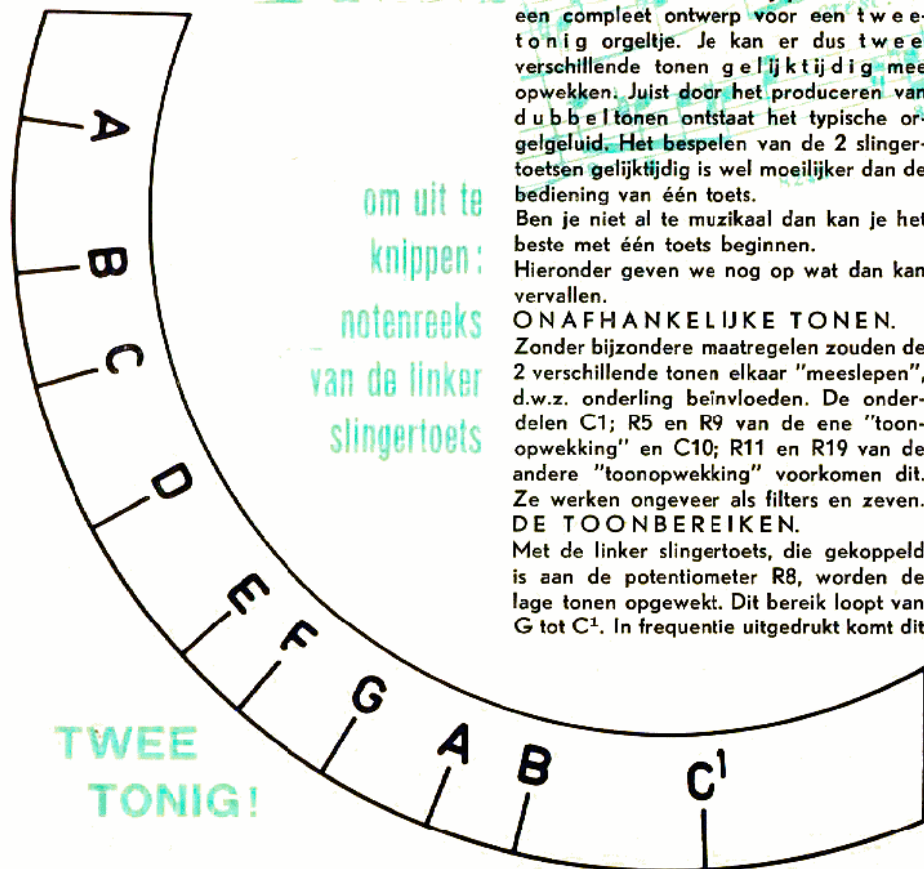 een compleet ontwerp voor een twee-
tonig orgeltje. Je kan er dus twee
verschillende tonen gelijktijdig mee
opwekken. Juist door het produceren van
dubbeltonen ontstaat het typische or-
gelgeluid. Het bespelen van de 2 slinger-
toetsen gelijktijdig is wel moeilijker dan de
bediening van één toets.
Ben je niet al te muzikaal dan kan je het
beste met één toets beginnen.
Hieronder geven we nog op wat dan kan
vervallen.
ONAFHANKELIJKE TONEN.
Zonder bijzondere maatregelen zouden de
2 verschillende tonen elkaar "meeslepen",
d.w.z. onderling beïnvloeden. De onder-
delen C1; R5 en R9 van de ene "toon-
opwekking" en C10; R11 en R19 van de
andere "toonopwekking" voorkomen dit.
Ze werken ongeveer als filters en zeven.
DE TOONBEREIKEN.
Met de linker slingertoets, die gekoppeld
is aan de potentiometer R8, worden de
lage tonen opgewekt. Dit bereik loopt van
G tot C¹. In frequentie uitgedrukt komt dit
om uit te
knippen:
notenreeks
van de linker
slingertoets
A
B
C
D
E
F
G
A
B
C¹
TWEE
TONIG!